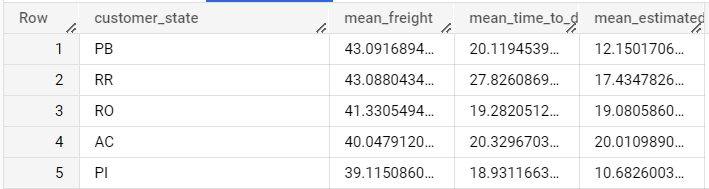 Row customer_state mean_freight mean_time_to_d mean_estimated
1 PB 43.0916894... 20.1194539... 12.1501706...
2 RR 43.0880434... 27.8260869... 17.4347826...
3 RO 41.3305494... 19.2820512... 19.0805860...
4 AC 40.0479120... 20.3296703... 20.0109890...
5 PI 39.1150860... 18.9311663... 10.6826003...